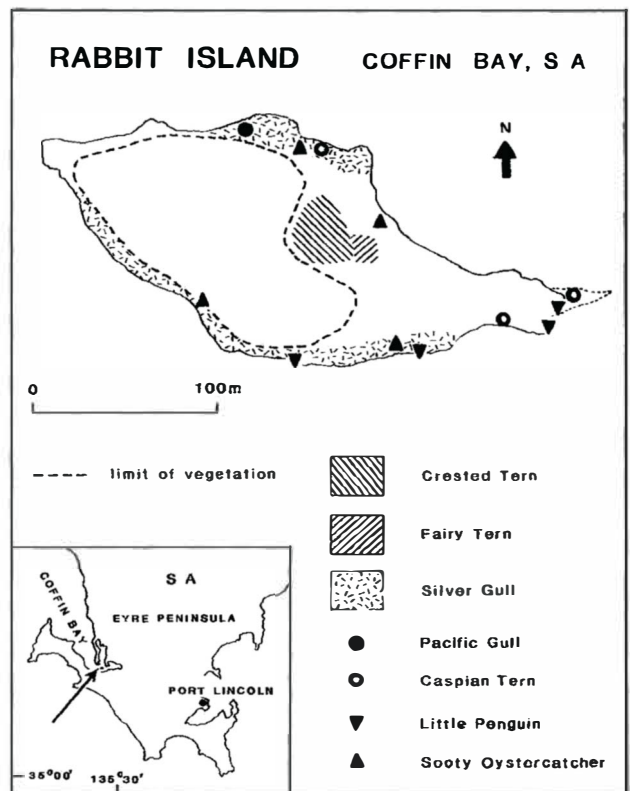 RABBIT ISLAND COFFIN BAY, S A
N
0 100m
limit of vegetation
Crested Tern
Fairy Tern
Silver Gull
Pacific Gull
Caspian Tern
Little Penguin
Sooty Oystercatcher
S A
COFFIN BAY
EYRE PENINSULA
PORT LINCOLN
35°00' 135°30'